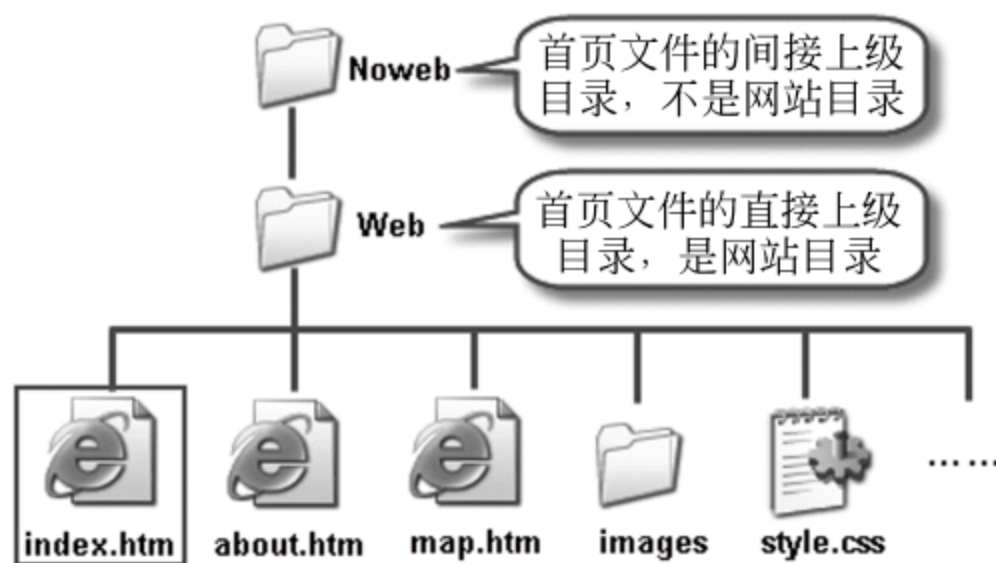 Noweb
首页文件的间接上级
目录，不是网站目录
Web
首页文件的直接上级
目录，是网站目录
index.htm
about.htm
map.htm
images
style.css
……